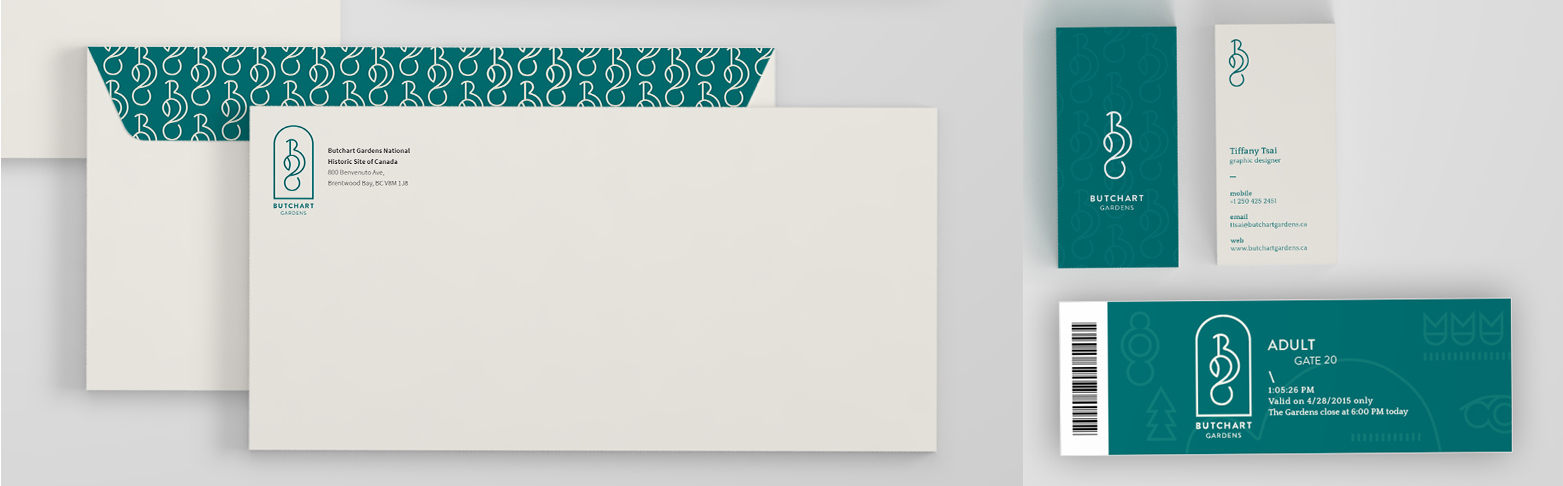 Butchart Gardens National
Historic Site of Canada
800 Benvenuto Ave,
Brentwood Bay, BC V8M 1J8
BUTCHART
GARDENS
BUTCHART
GARDENS
Tiffany Tsai
graphic designer
mobile
+1 250 425 2451
email
ttsai@butchartgardens.ca
web
www.butchartgardens.ca
ADULT
GATE 20
\
1:05:26 PM
Valid on 4/28/2015 only
The Gardens close at 6:00 PM today
BUTCHART
GARDENS